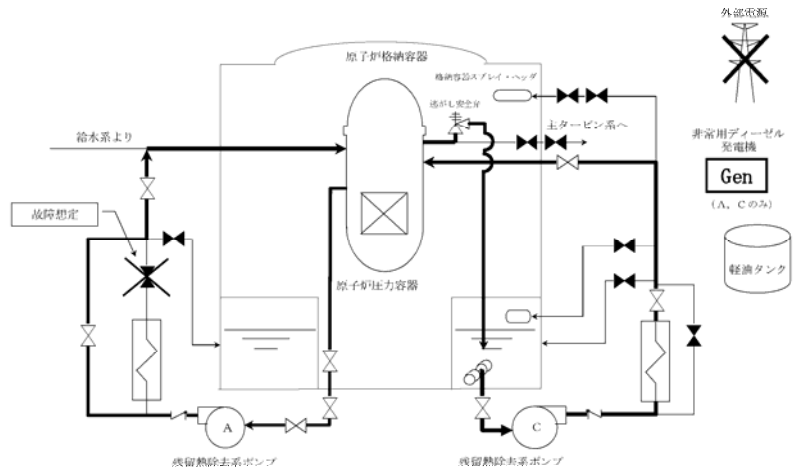 外部電源
原子炉格納容器
格納容器スプレイ・ヘッダ
逃がし安全弁
給水系より
主タービン系へ
非常用ディーゼル
発電機
Gen
(A、Cのみ)
故障想定
軽油タンク
原子炉圧力容器
A
C
残留熱除去系ポンプ
残留熱除去系ポンプ